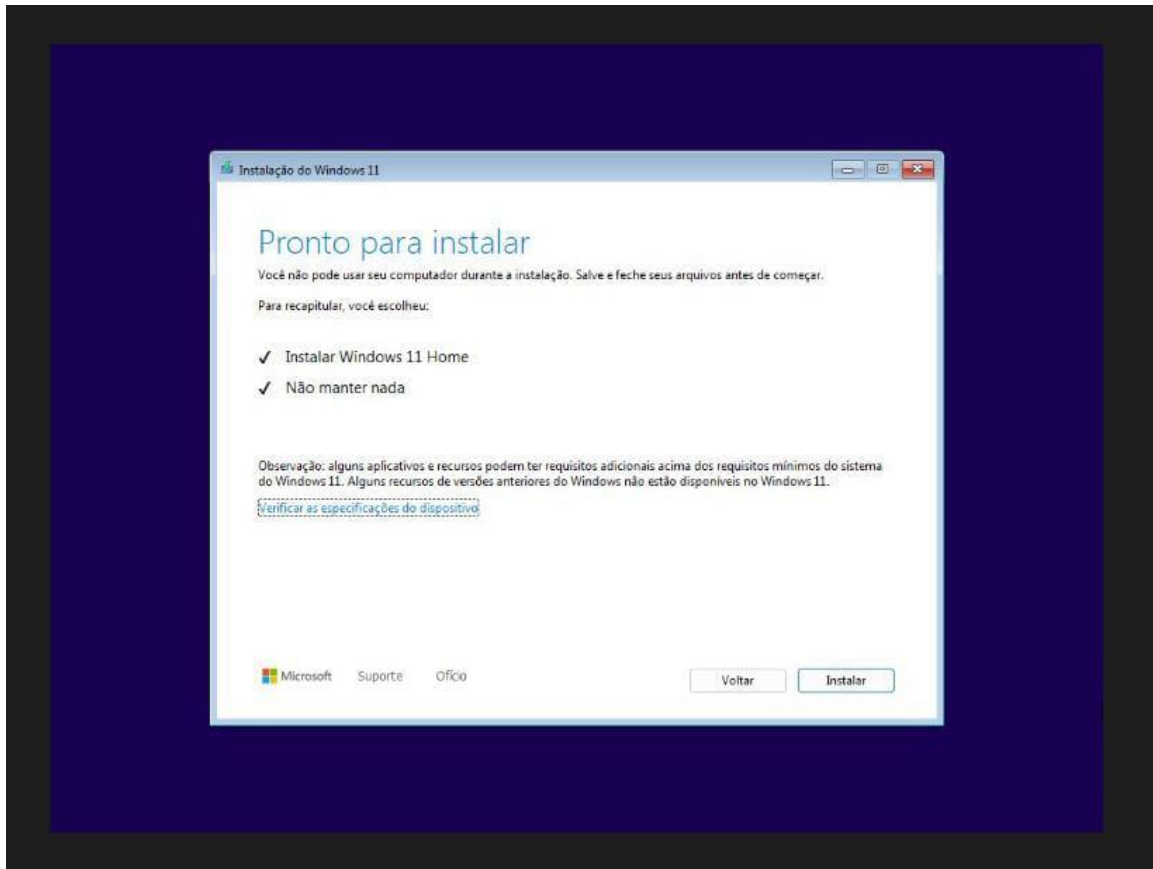 Instalação do Windows 11
Pronto para instalar
Você não pode usar seu computador durante a instalação. Salve e feche seus arquivos antes de começar.
Para recapitular, você escolheu:
✓ Instalar Windows 11 Home
✓ Não manter nada
Observação: alguns aplicativos e recursos podem ter requisitos adicionais acima dos requisitos mínimos do sistema
do Windows 11. Alguns recursos de versões anteriores do Windows não estão disponíveis no Windows 11.
Verificar as especificações do dispositivo
Microsoft Suporte Ofício Voltar Instalar